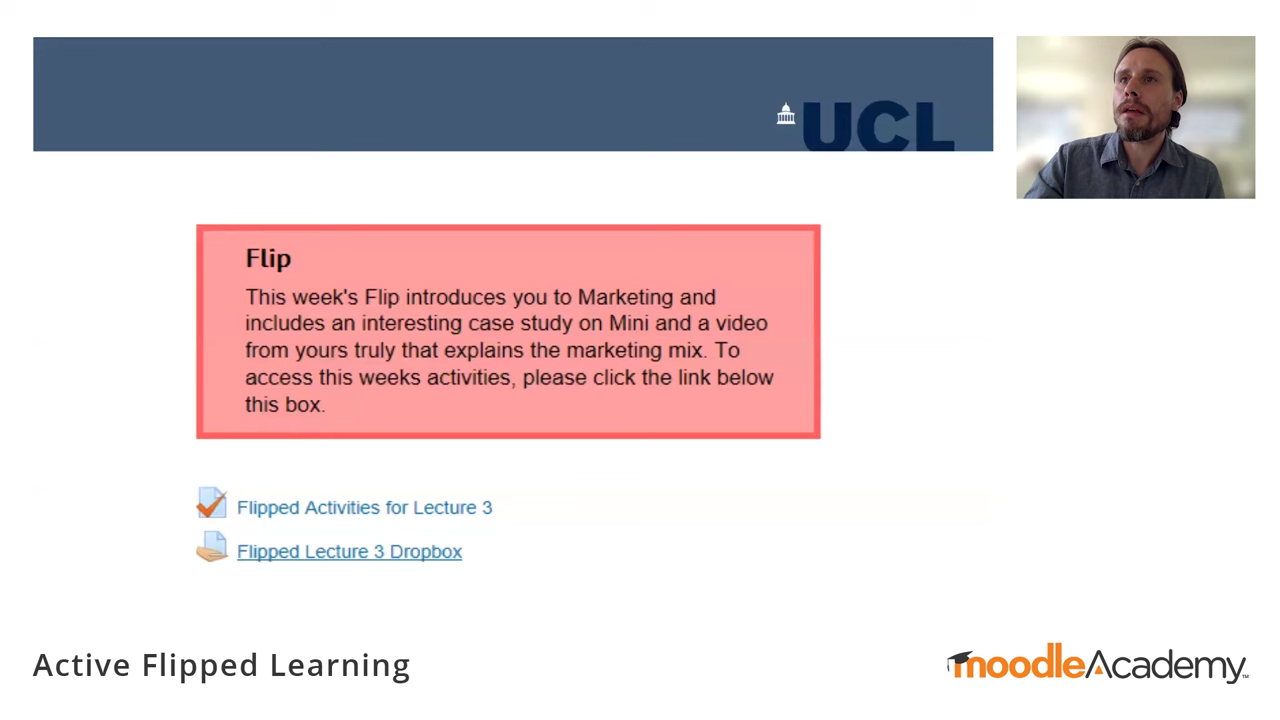 UCL
Flip
This week's Flip introduces you to Marketing and
includes an interesting case study on Mini and a video
from yours truly that explains the marketing mix. To
access this weeks activities, please click the link below
this box.
Flipped Activities for Lecture 3
Flipped Lecture 3 Dropbox
Active Flipped Learning
moodleAcademy™